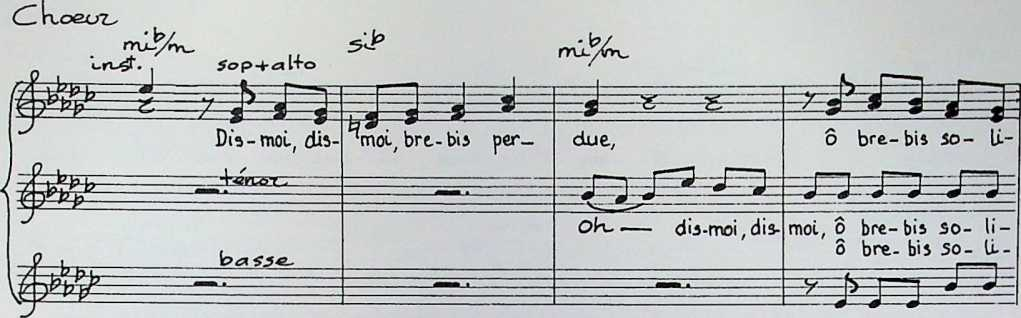 Choeur
mib/m sib mib/m
inst. sop+alto
Dis-moi, dis-moi, bre-bis per-due, ô bre-bis so-li-
ténor
Oh — dis-moi, dis-moi, ô bre-bis so-li-
ô bre-bis so-li-
basse